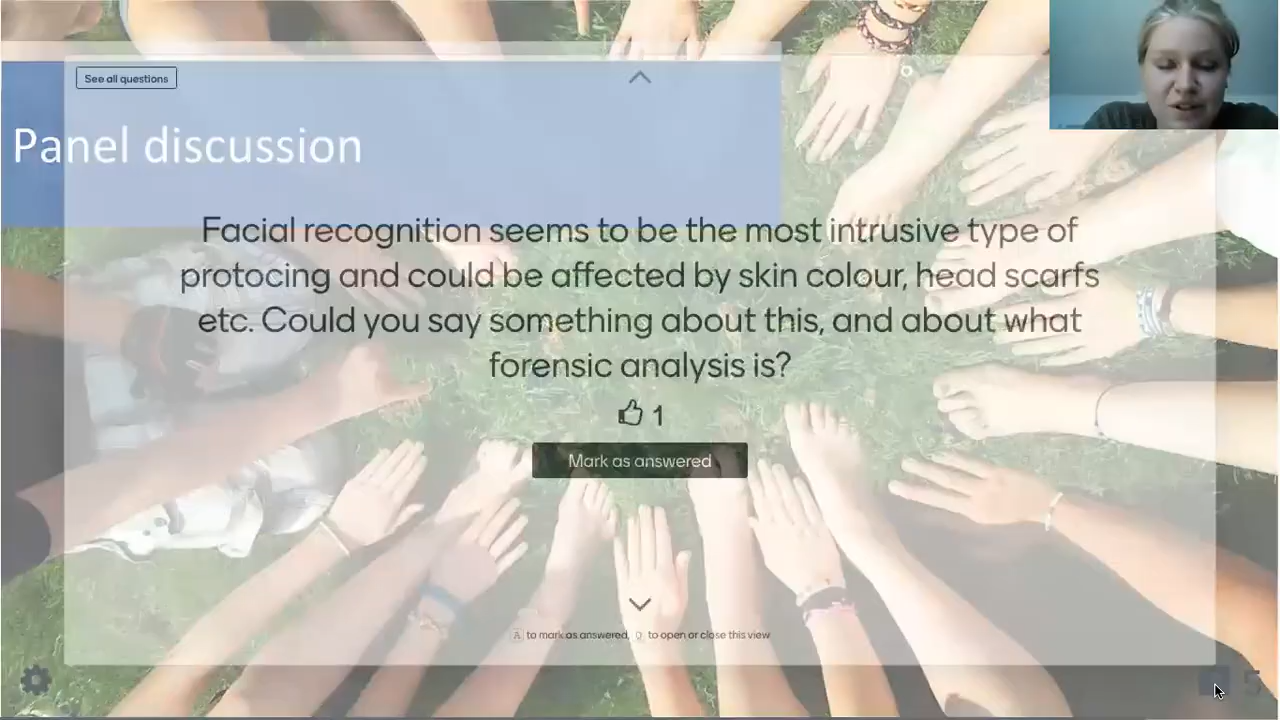 See all questions
Panel discussion
Facial recognition seems to be the most intrusive type of
protocing and could be affected by skin colour, head scarfs
etc. Could you say something about this, and about what
forensic analysis is?
1
Mark as answered
A to mark as answered, Q to open or close this view
5